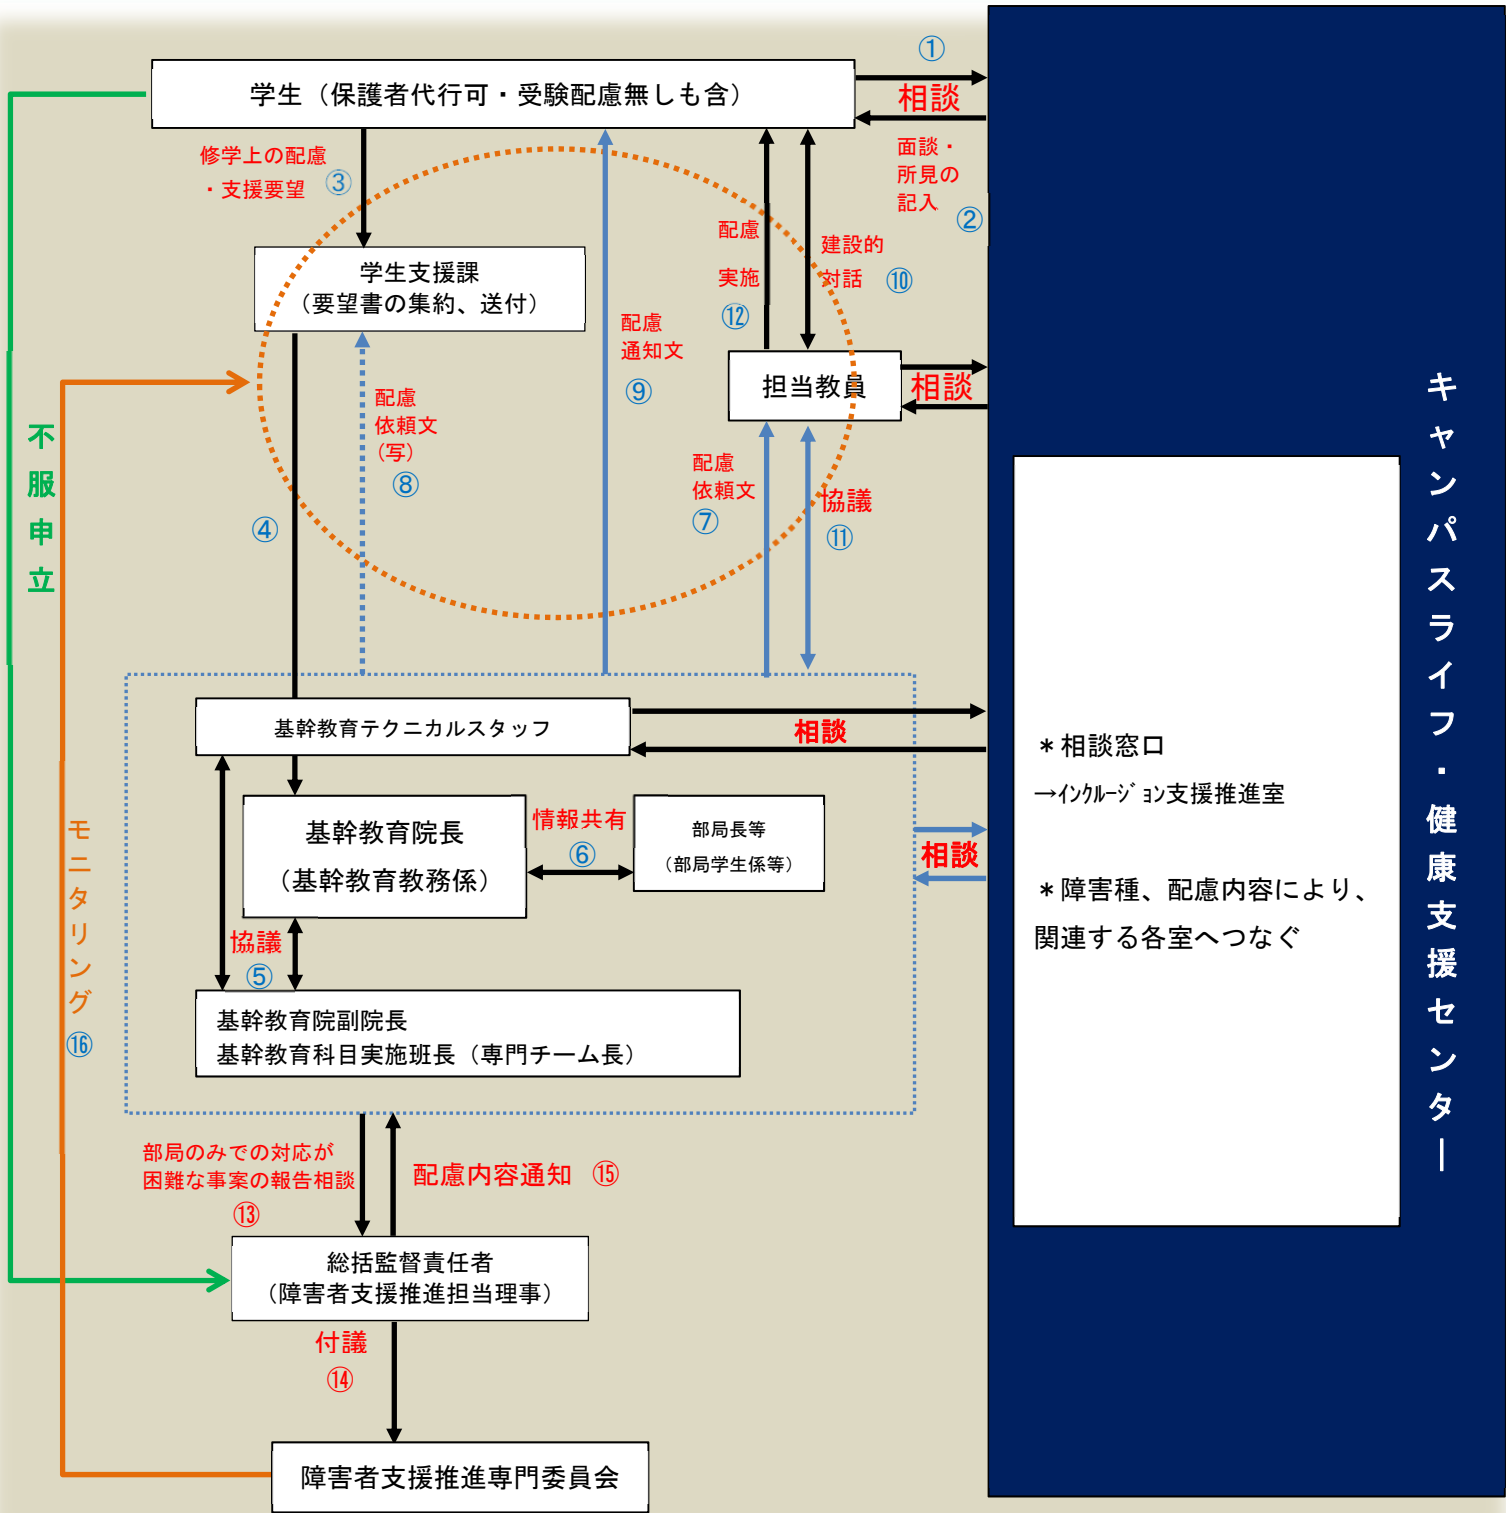 ①
学生（保護者代行可・受験配慮無しも含）
相談
修学上の配慮
・支援要望
③
面談・
所見の
記入
②
配慮
実施
⑫
建設的
対話
⑩
学生支援課
（要望書の集約、送付）
配慮
通知文
⑨
担当教員
相談
配慮
依頼文
（写）
⑧
不服申立
④
配慮
依頼文
⑦
協議
⑪
キャンパスライフ・健康支援センター
基幹教育テクニカルスタッフ
相談
＊相談窓口
→ｲﾝｸﾙｰｼﾞｮﾝ支援推進室
＊障害種、配慮内容により、
関連する各室へつなぐ
基幹教育院長
（基幹教育教務係）
情報共有
⑥
部局長等
（部局学生係等）
相談
モニタリング
⑯
協議
⑤
基幹教育院副院長
基幹教育科目実施班長（専門チーム長）
部局のみでの対応が
困難な事案の報告相談
⑬
配慮内容通知 ⑮
総括監督責任者
（障害者支援推進担当理事）
付議
⑭
障害者支援推進専門委員会